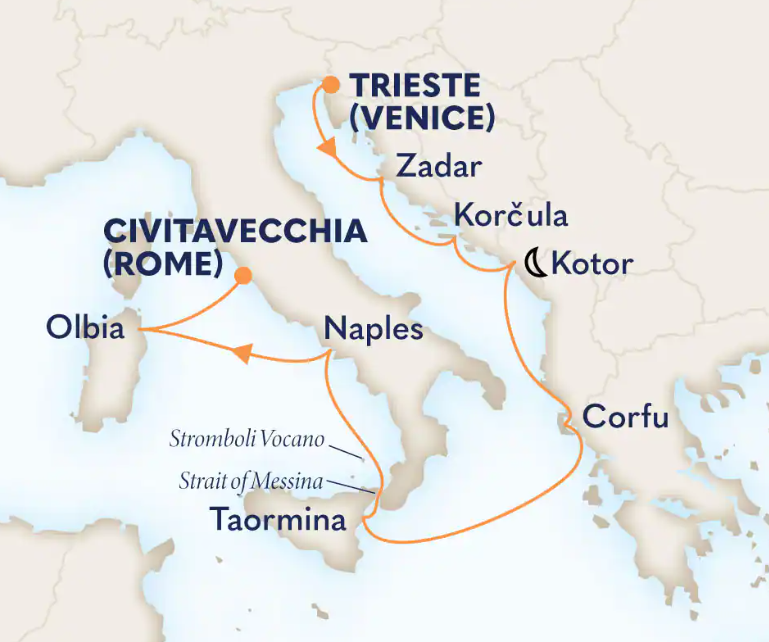 TRIESTE
(VENICE)
Zadar
Korčula
CIVITAVECCHIA
(ROME)
Kotor
Olbia
Naples
Corfu
Stromboli Vocano
Strait of Messina
Taormina